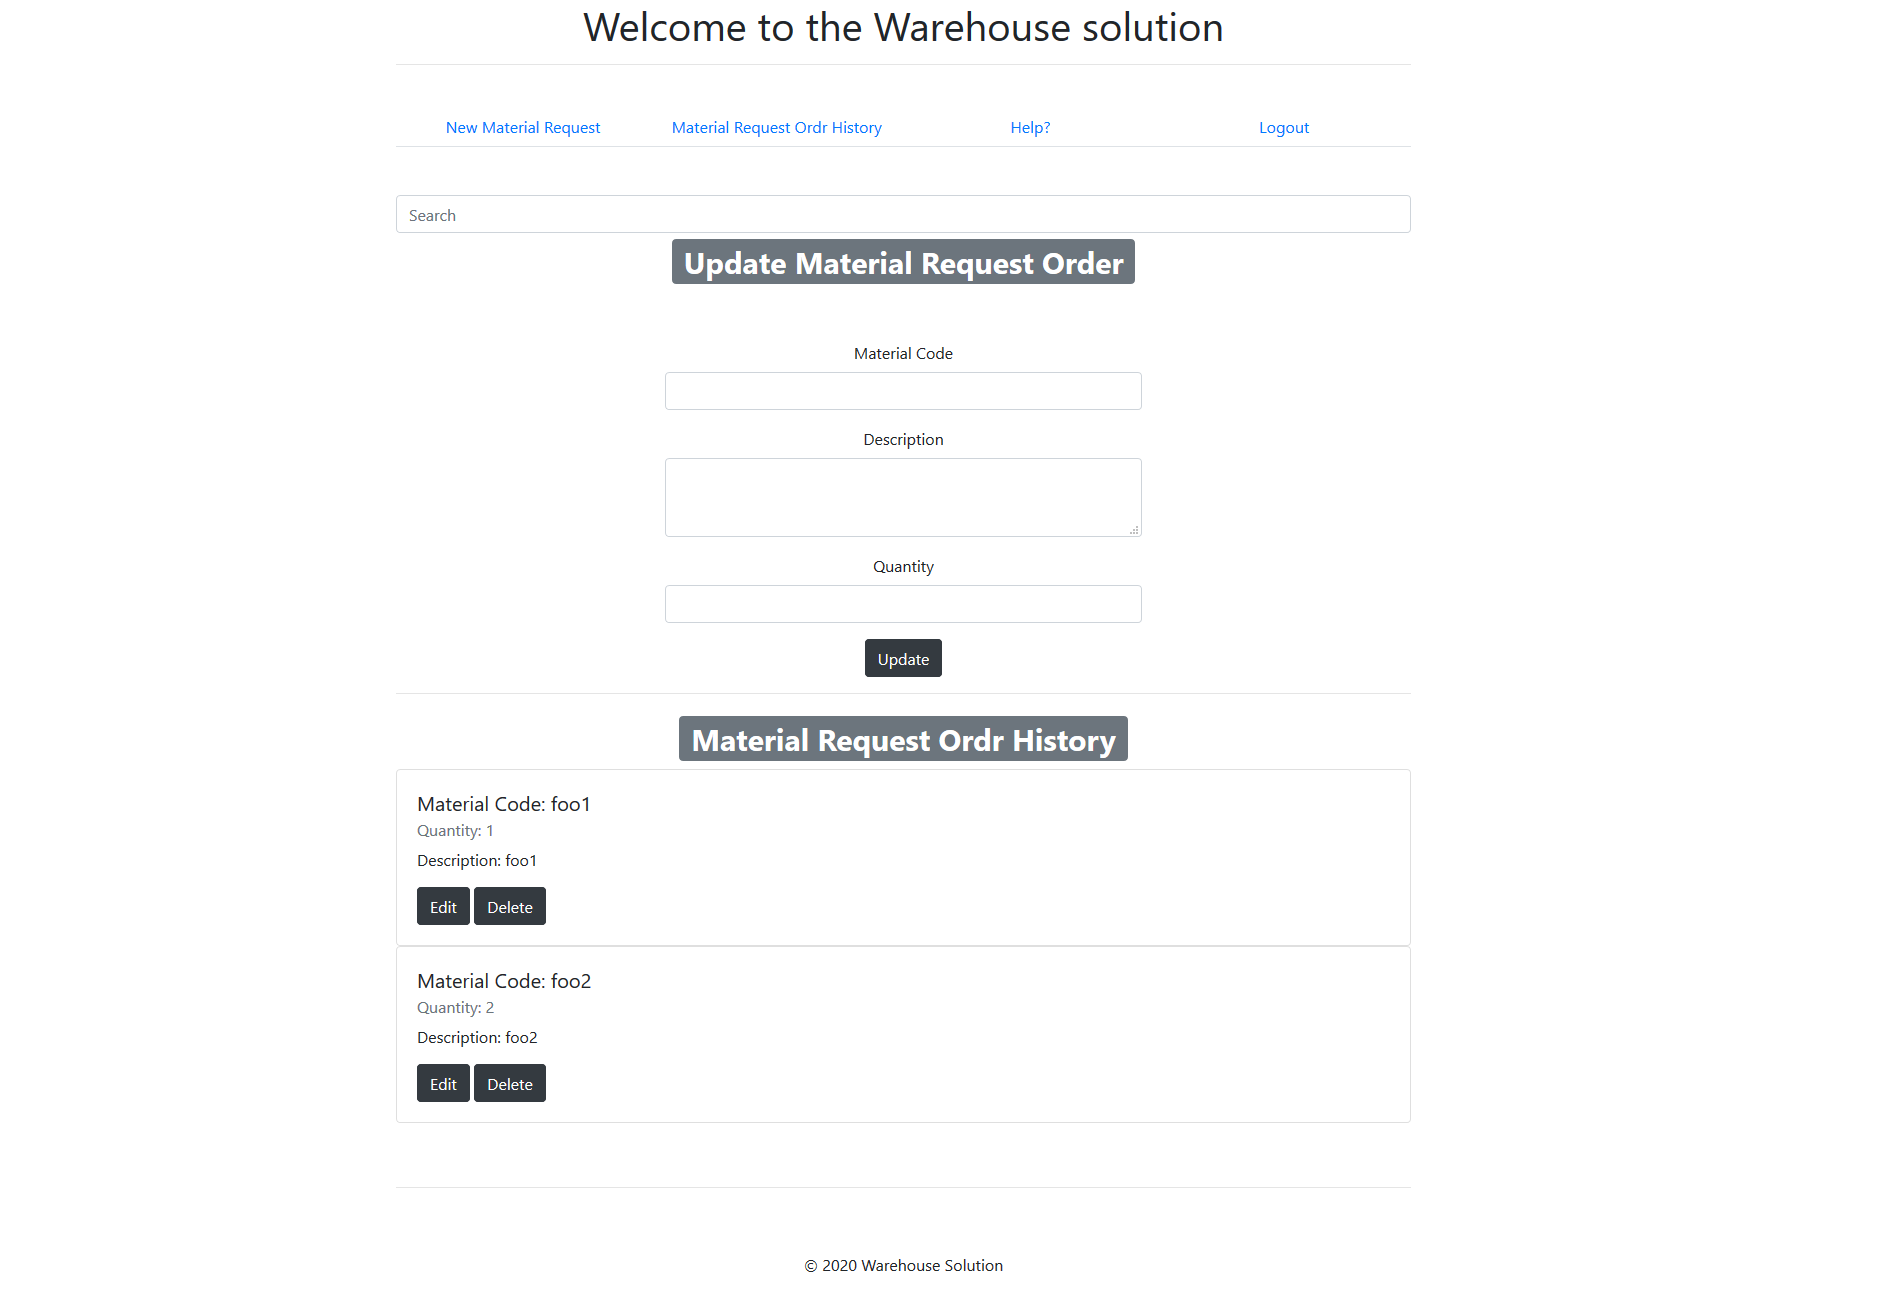 Welcome to the Warehouse solution
New Material Request Material Request Ordr History Help? Logout
Search
Update Material Request Order
Material Code
Description
Quantity
Update
Material Request Ordr History
Material Code: foo1
Quantity: 1
Description: foo1
Edit Delete
Material Code: foo2
Quantity: 2
Description: foo2
Edit Delete
© 2020 Warehouse Solution